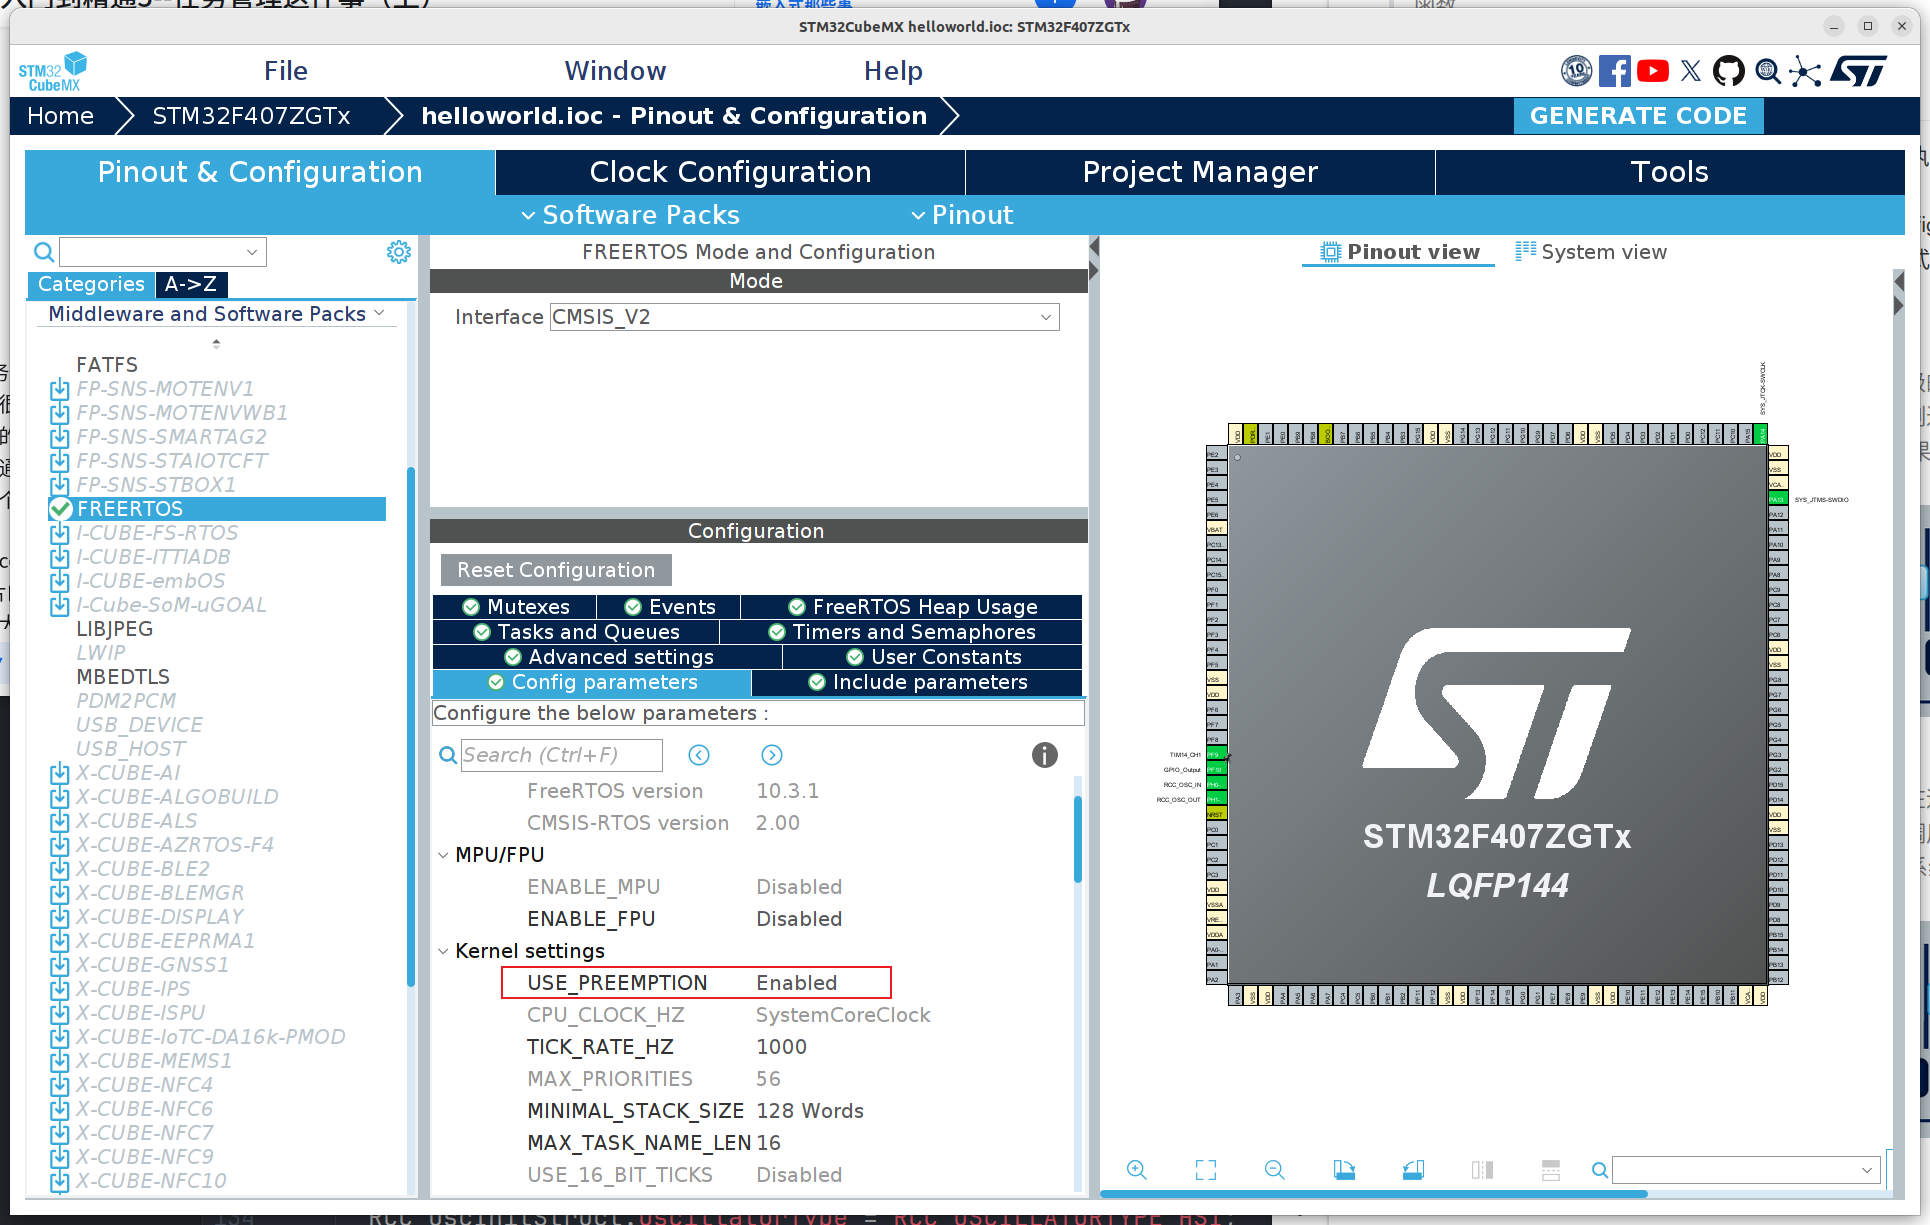 STM32CubeMX helloworld.ioc: STM32F407ZGTx
STM32 CubeMX
File
Window
Help
Home
STM32F407ZGTx
helloworld.ioc - Pinout & Configuration
GENERATE CODE
Pinout & Configuration
Clock Configuration
Project Manager
Tools
Software Packs
Pinout
Categories
A->Z
Middleware and Software Packs
FATFS
FP-SNS-MOTENV1
FP-SNS-MOTENVWB1
FP-SNS-SMARTAG2
FP-SNS-STAIOTCFT
FP-SNS-STBOX1
FREERTOS
I-CUBE-FS-RTOS
I-CUBE-ITTIADB
I-CUBE-embOS
I-Cube-SoM-uGOAL
LIBJPEG
LWIP
MBEDTLS
PDM2PCM
USB_DEVICE
USB_HOST
X-CUBE-AI
X-CUBE-ALGOBUILD
X-CUBE-ALS
X-CUBE-AZRTOS-F4
X-CUBE-BLE2
X-CUBE-BLEMGR
X-CUBE-DISPLAY
X-CUBE-EEPRMA1
X-CUBE-GNSS1
X-CUBE-IPS
X-CUBE-ISPU
X-CUBE-IoTC-DA16k-PMOD
X-CUBE-MEMS1
X-CUBE-NFC4
X-CUBE-NFC6
X-CUBE-NFC7
X-CUBE-NFC9
X-CUBE-NFC10
FREERTOS Mode and Configuration
Mode
Interface CMSIS_V2
Configuration
Reset Configuration
Mutexes
Events
FreeRTOS Heap Usage
Tasks and Queues
Timers and Semaphores
Advanced settings
User Constants
Config parameters
Include parameters
Configure the below parameters :
Search (Ctrl+F)
FreeRTOS version 10.3.1
CMSIS-RTOS version 2.00
MPU/FPU
ENABLE_MPU Disabled
ENABLE_FPU Disabled
Kernel settings
USE_PREEMPTION Enabled
CPU_CLOCK_HZ SystemCoreClock
TICK_RATE_HZ 1000
MAX_PRIORITIES 56
MINIMAL_STACK_SIZE 128 Words
MAX_TASK_NAME_LEN 16
USE_16_BIT_TICKS Disabled
Pinout view
System view
SYS_JTCK-SWCLK
SYS_JTMS-SWDIO
TIM14_CH1
GPIO_Output
RCC_OSC_IN
RCC_OSC_OUT
STM32F407ZGTx
LQFP144